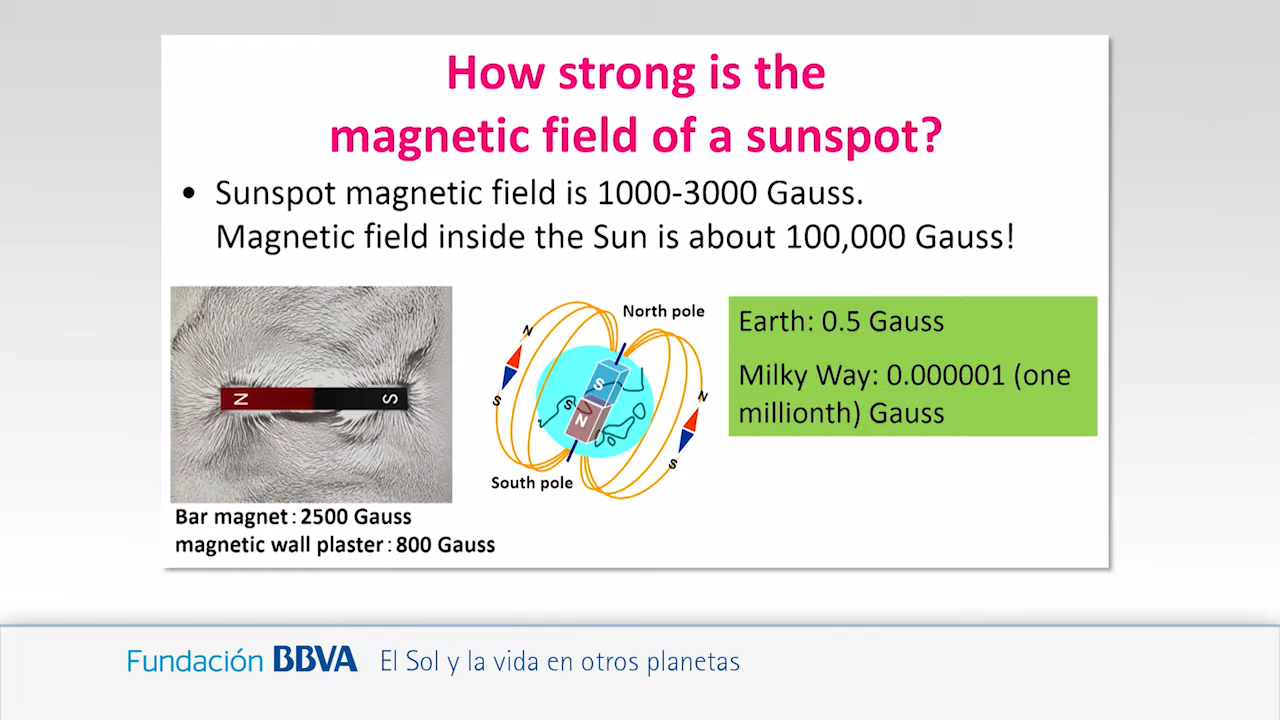 How strong is the
magnetic field of a sunspot?
• Sunspot magnetic field is 1000-3000 Gauss.
Magnetic field inside the Sun is about 100,000 Gauss!
N S
Bar magnet : 2500 Gauss
magnetic wall plaster : 800 Gauss
North pole
N
S
S
S
N
N
S
South pole
Earth: 0.5 Gauss
Milky Way: 0.000001 (one
millionth) Gauss
Fundación BBVA El Sol y la vida en otros planetas